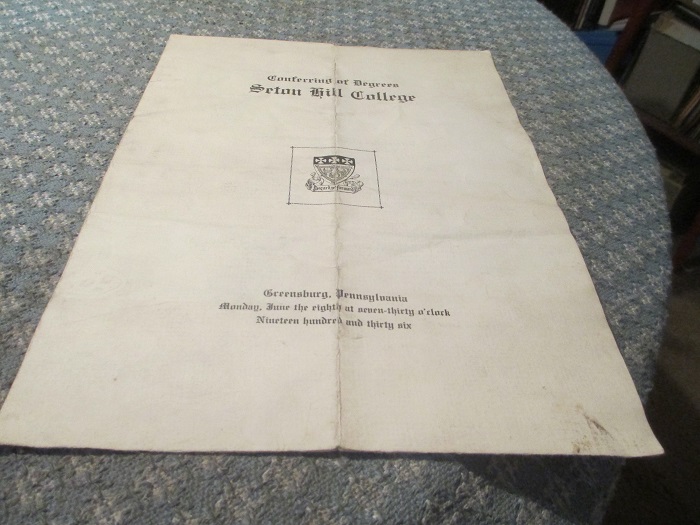 Conferring of Degrees
Seton Hill College
Greensburg, Pennsylvania
Monday, June the eighth at seven-thirty o'clock
Nineteen hundred and thirty six